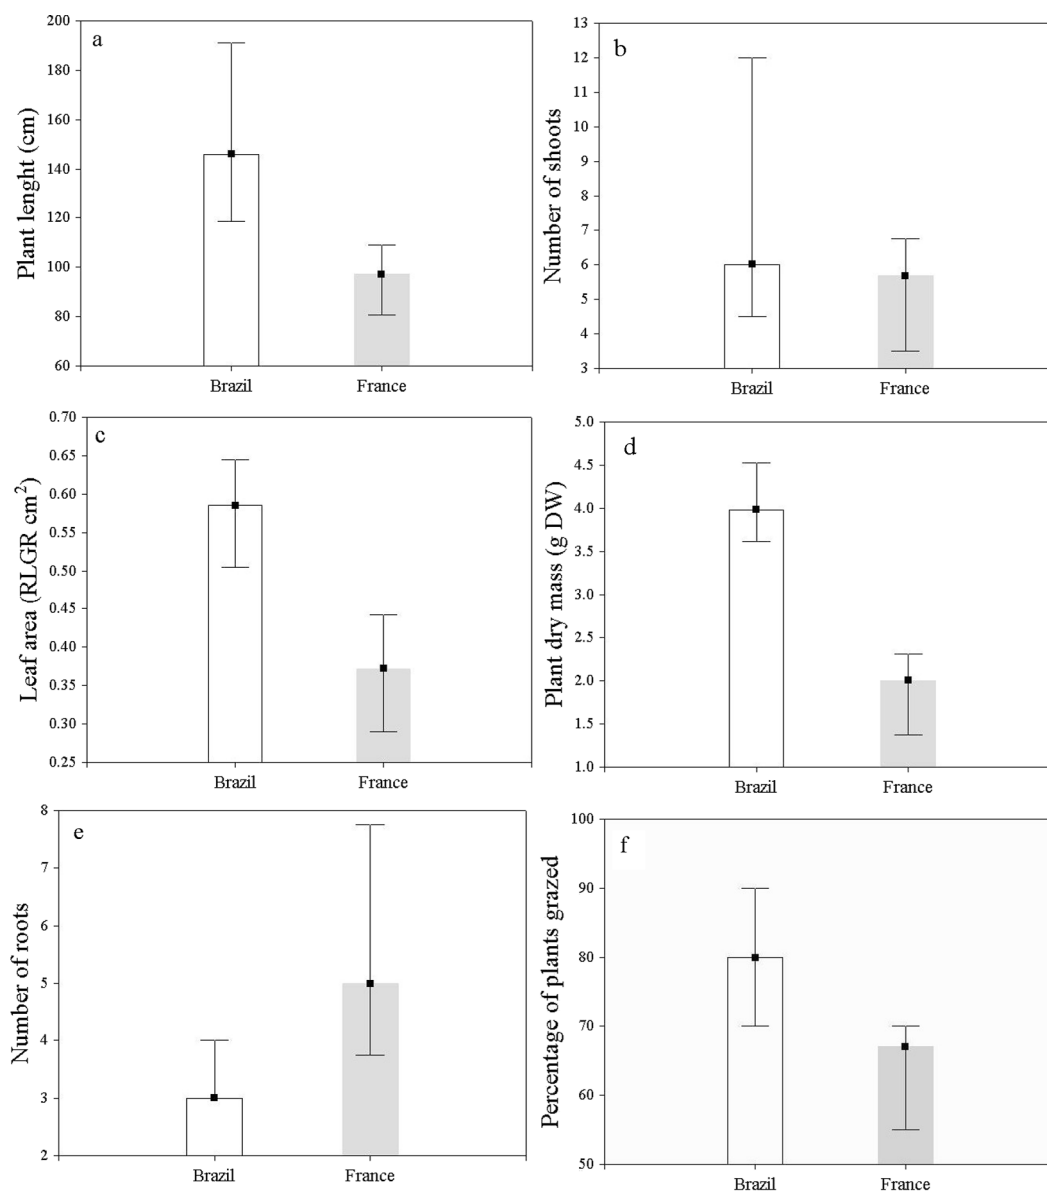 a
Plant lenght (cm)
200
180
160
140
120
100
80
60
Brazil France
b
Number of shoots
13
12
11
10
9
8
7
6
5
4
3
Brazil France
c
Leaf area (RLGR cm²)
0.70
0.65
0.60
0.55
0.50
0.45
0.40
0.35
0.30
0.25
Brazil France
d
Plant dry mass (g DW)
5.0
4.5
4.0
3.5
3.0
2.5
2.0
1.5
1.0
Brazil France
e
Number of roots
8
7
6
5
4
3
2
Brazil France
f
Percentage of plants grazed
100
90
80
70
60
50
Brazil France